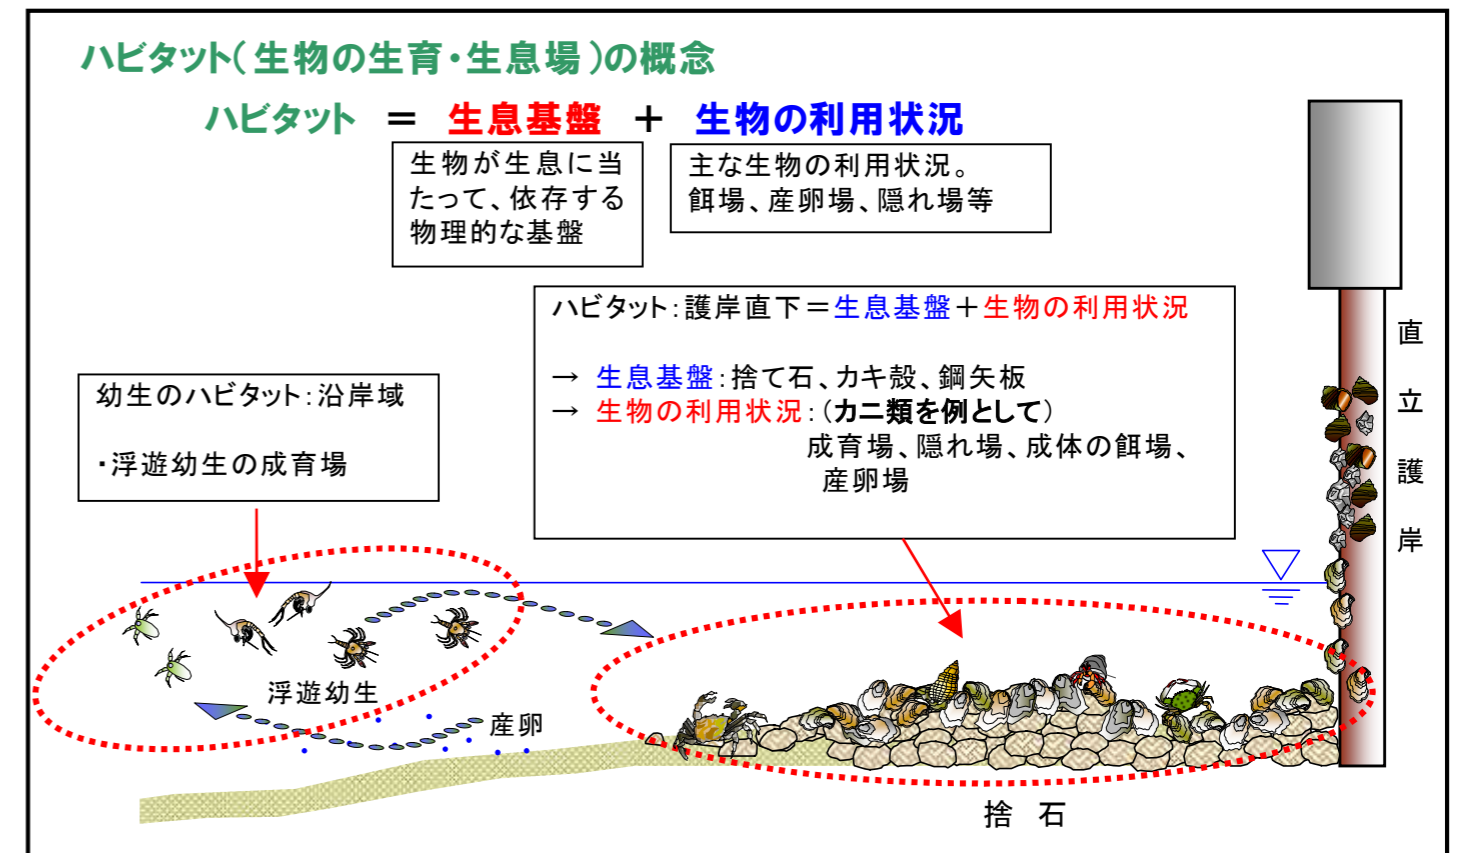 ハビタット(生物の生育・生息場)の概念
ハビタット = 生息基盤 + 生物の利用状況
生物が生息に当
たって、依存する
物理的な基盤
主な生物の利用状況。
餌場、産卵場、隠れ場等
ハビタット:護岸直下=生息基盤+生物の利用状況
→ 生息基盤:捨て石、カキ殻、鋼矢板
→ 生物の利用状況:(カニ類を例として)
成育場、隠れ場、成体の餌場、
産卵場
幼生のハビタット:沿岸域
・浮遊幼生の成育場
直立護岸
浮遊幼生
産卵
捨 石